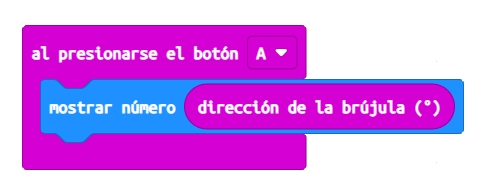 al presionarse el botón A
mostrar número dirección de la brújula (°)